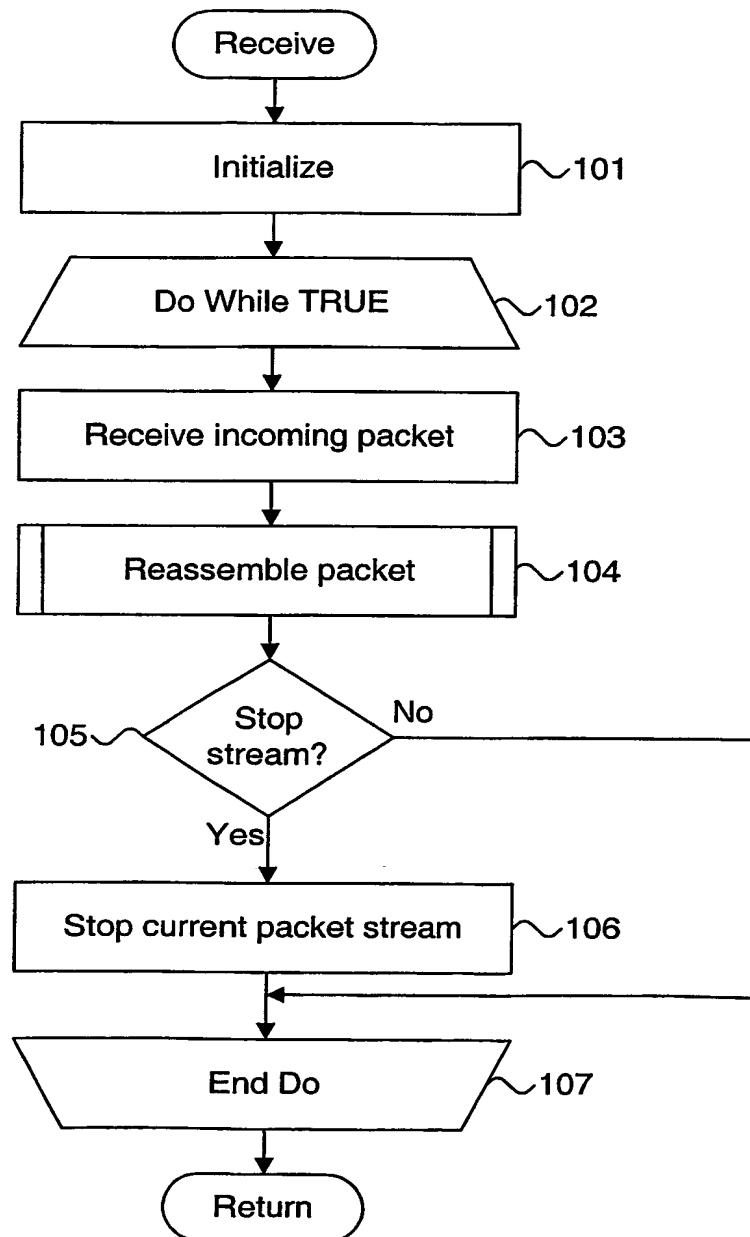 Receive
Initialize
101
Do While TRUE
102
Receive incoming packet
103
Reassemble packet
104
105
Stop
stream?
No
Yes
Stop current packet stream
106
End Do
107
Return